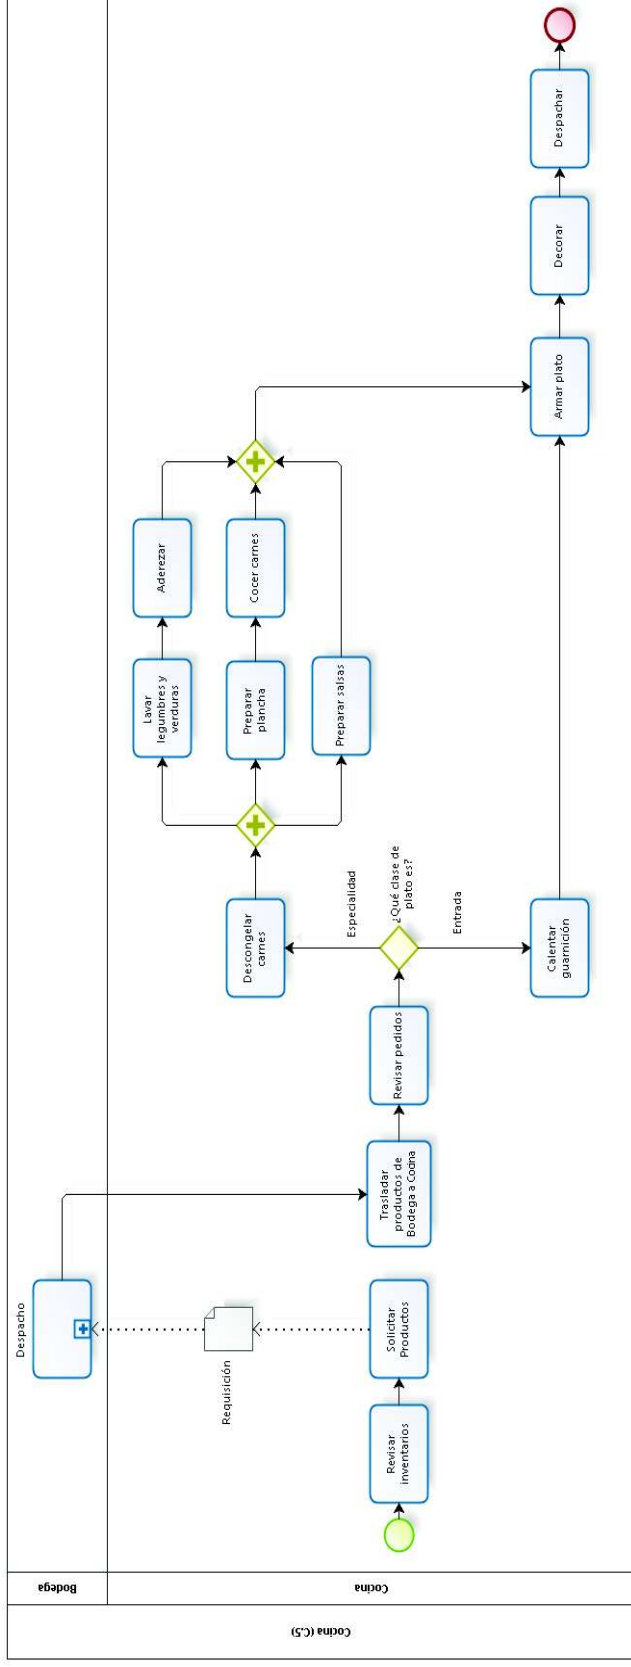 Cocina (C.5)
Bodega
Cocina
Despacho
Requisición
Revisar
inventarios
Solicitar
Productos
Trasladar
productos de
Bodega a Cocina
Revisar pedidos
¿Qué clase de
plato es?
Especialidad
Entrada
Descongelar
carnes
Calentar
guarnición
Lavar
legumbres y
verduras
Aderezar
Preparar
plancha
Cocer carnes
Preparar salsas
Armar plato
Decorar
Despachar